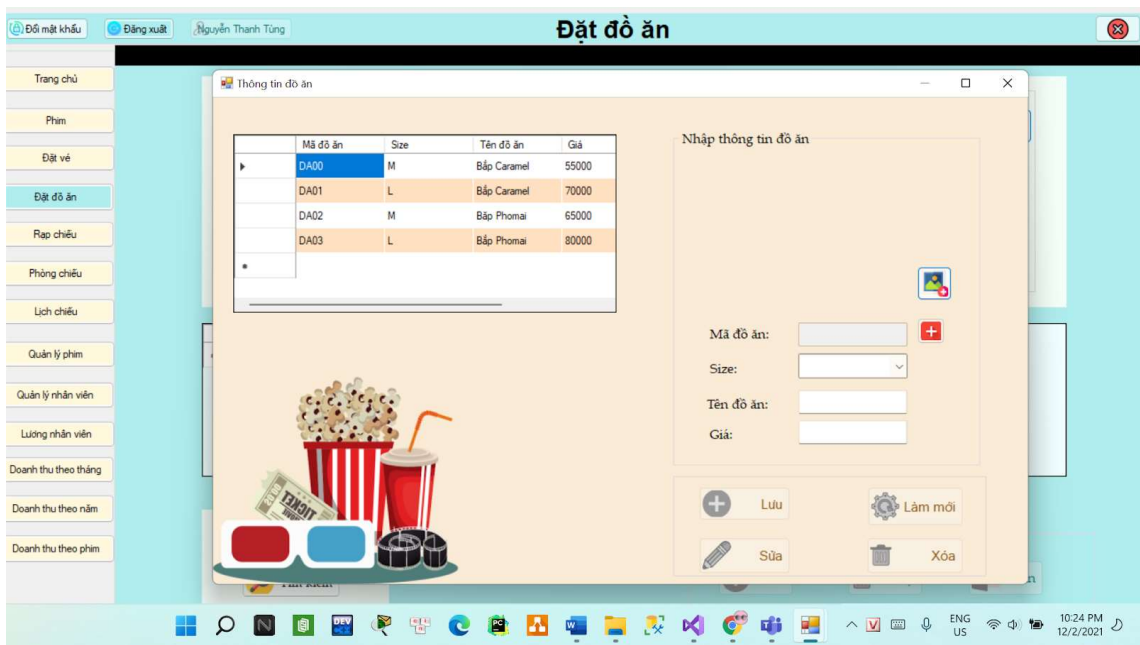 Đổi mật khẩu
Đăng xuất
Nguyễn Thanh Tùng
Đặt đồ ăn
Trang chủ
Phim
Đặt vé
Đặt đồ ăn
Rạp chiếu
Phòng chiếu
Lịch chiếu
Quản lý phim
Quản lý nhân viên
Lương nhân viên
Doanh thu theo tháng
Doanh thu theo năm
Doanh thu theo phim
Thông tin đồ ăn
Mã đồ ăn Size Tên đồ ăn Giá
DA00 M Bắp Caramel 55000
DA01 L Bắp Caramel 70000
DA02 M Băp Phomai 65000
DA03 L Bắp Phomai 80000
TICKET
Nhập thông tin đồ ăn
Mã đồ ăn:
Size:
Tên đồ ăn:
Giá:
Lưu
Làm mới
Sửa
Xóa
DEV
PC
W
V
ENG
US
10:24 PM
12/2/2021